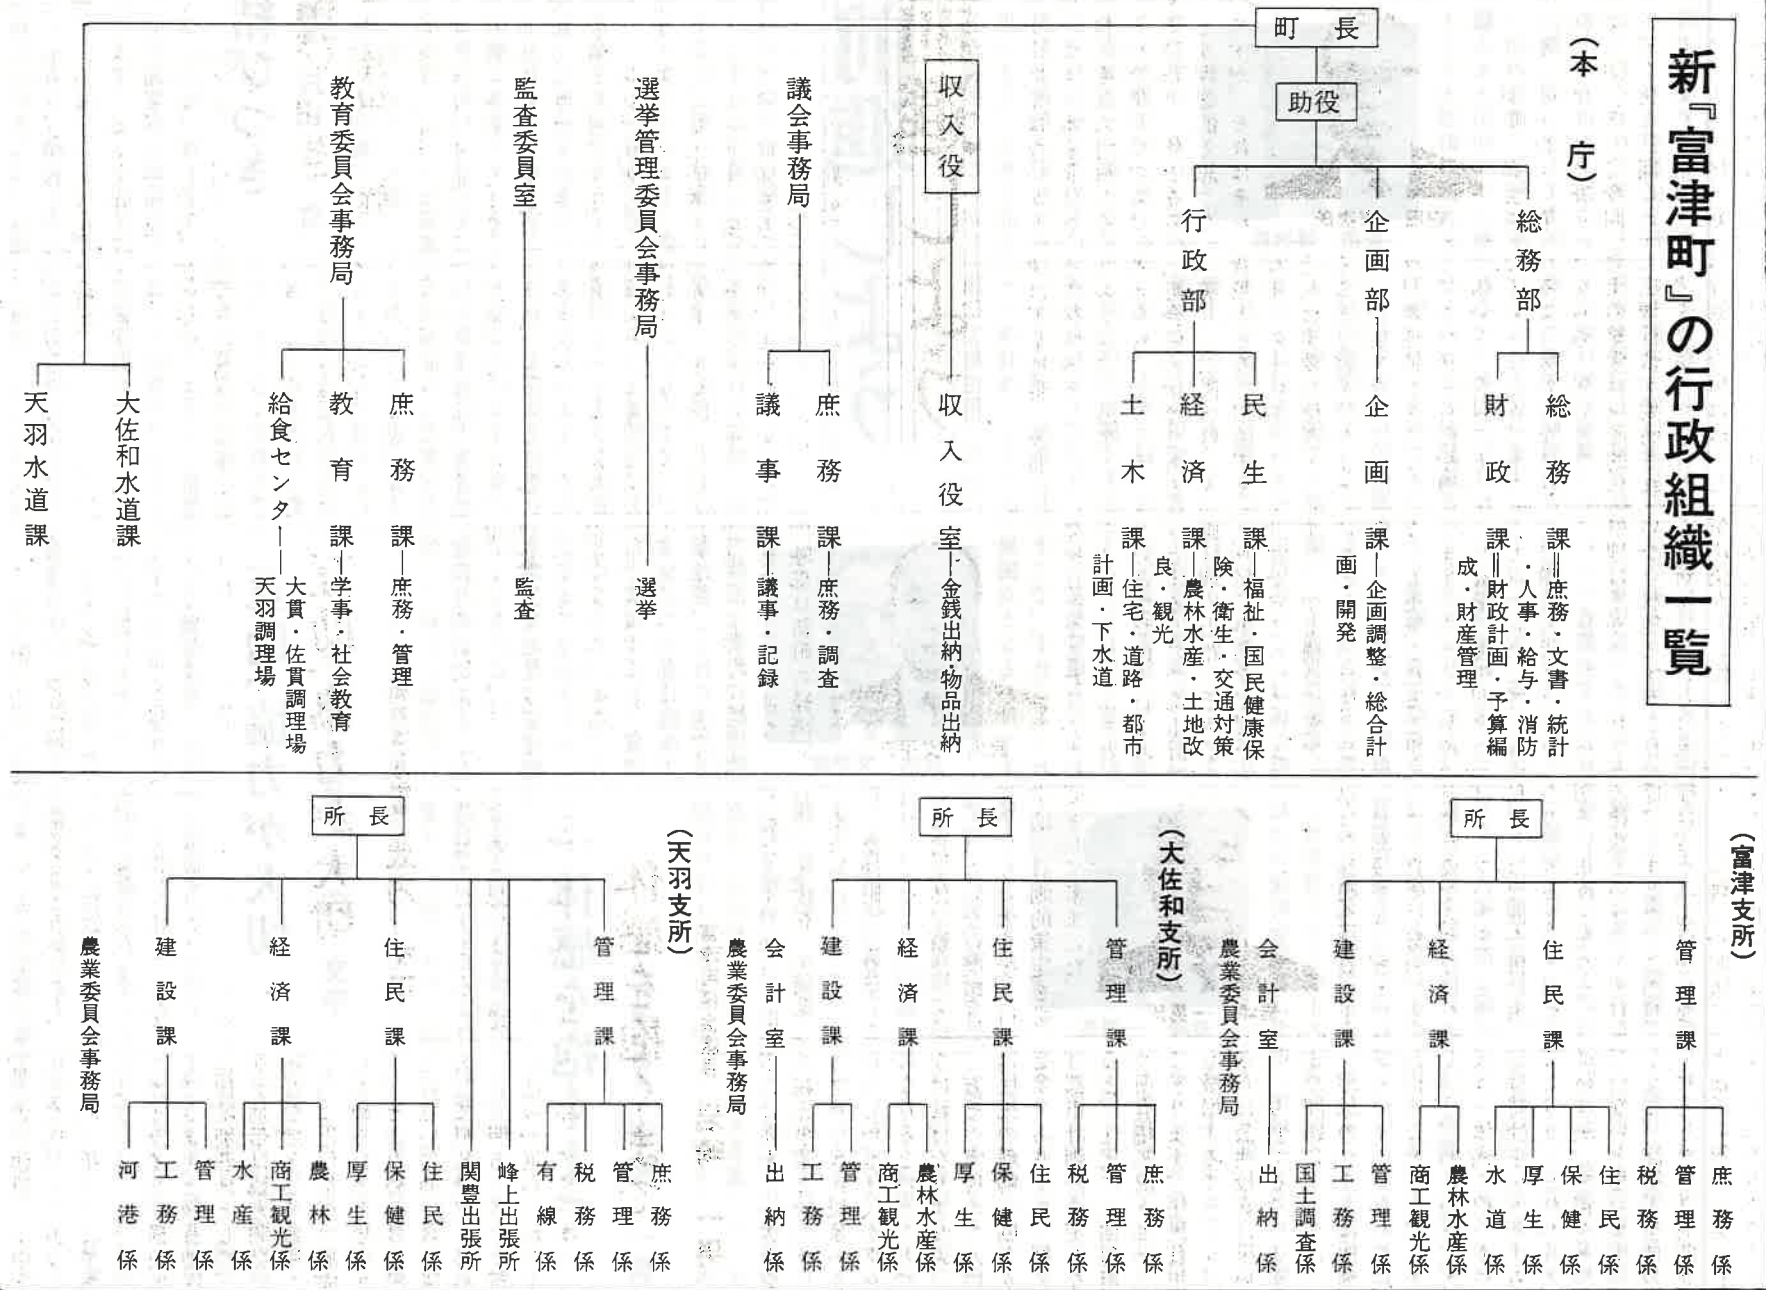 新『富津町』の行政組織一覧
（本庁）
町長
助役
総務部
総務課＝庶務・文書・統計
・人事・給与・消防
財政課＝財政計画・予算編
成・財産管理
企画部
企画課―企画調整・総合計
画・開発
行政部
民生課―福祉・国民健康保
険・衛生・交通対策
経済課―農林水産・土地改
良・観光
土木課―住宅・道路・都市
計画・下水道
収入役
収入役室―金銭出納・物品出納
議会事務局
庶務課―庶務・調査
議事課―議事・記録
選挙管理委員会事務局
選挙
監査委員室
監査
教育委員会事務局
庶務課―庶務・管理
教育課―学事・社会教育
給食センター―大貫・佐貫調理場
天羽調理場
大佐和水道課
天羽水道課
（富津支所）
所長
管理課
庶務係
管理係
税務係
住民課
住民係
保健係
厚生係
水道係
経済課
農林水産係
商工観光係
建設課
管理係
工務係
国土調査係
会計室
出納係
農業委員会事務局
（大佐和支所）
所長
管理課
庶務係
管理係
税務係
住民課
住民係
保健係
厚生係
経済課
農林水産係
商工観光係
建設課
管理係
工務係
会計室
出納係
農業委員会事務局
（天羽支所）
所長
管理課
庶務係
管理係
税務係
有線係
峰上出張所
関豊出張所
住民課
住民係
保健係
厚生係
経済課
農林係
商工観光係
水産係
建設課
管理係
工務係
河港係
農業委員会事務局